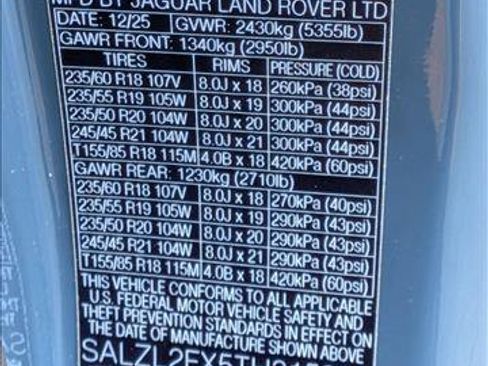 MFD BY JAGUAR LAND ROVER LTD
DATE: 12/25 GVWR: 2430kg (5355lb)
GAWR FRONT: 1340kg (2950lb)
TIRES RIMS PRESSURE (COLD)
235/60 R18 107V 8.0J x 18 260kPa (38psi)
235/55 R19 105W 8.0J x 19 300kPa (44psi)
235/50 R20 104W 8.0J x 20 300kPa (44psi)
245/45 R21 104W 8.0J x 21 300kPa (44psi)
T155/85 R18 115M 4.0B x 18 420kPa (60psi)
GAWR REAR: 1230kg (2710lb)
235/60 R18 107V 8.0J x 18 270kPa (40psi)
235/55 R19 105W 8.0J x 19 290kPa (43psi)
235/50 R20 104W 8.0J x 20 290kPa (43psi)
245/45 R21 104W 8.0J x 21 290kPa (43psi)
T155/85 R18 115M 4.0B x 18 420kPa (60psi)
THIS VEHICLE CONFORMS TO ALL APPLICABLE
U.S. FEDERAL MOTOR VEHICLE SAFETY AND
THEFT PREVENTION STANDARDS IN EFFECT ON
THE DATE OF MANUFACTURE SHOWN ABOVE